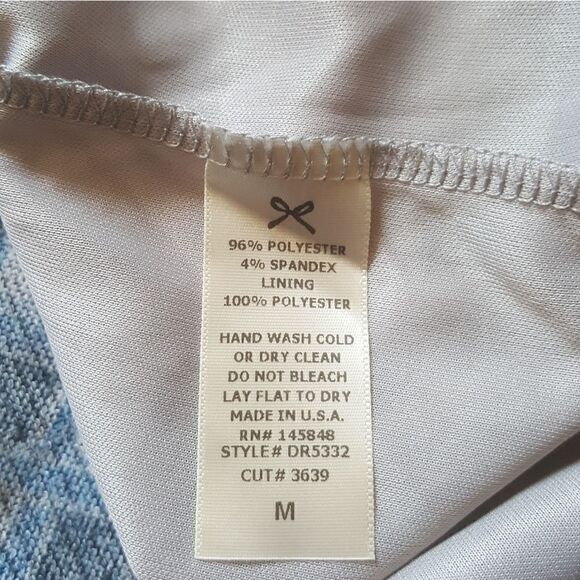 96% POLYESTER
4% SPANDEX
LINING
100% POLYESTER
HAND WASH COLD
OR DRY CLEAN
DO NOT BLEACH
LAY FLAT TO DRY
MADE IN U.S.A.
RN# 145848
STYLE# DR5332
CUT# 3639
M